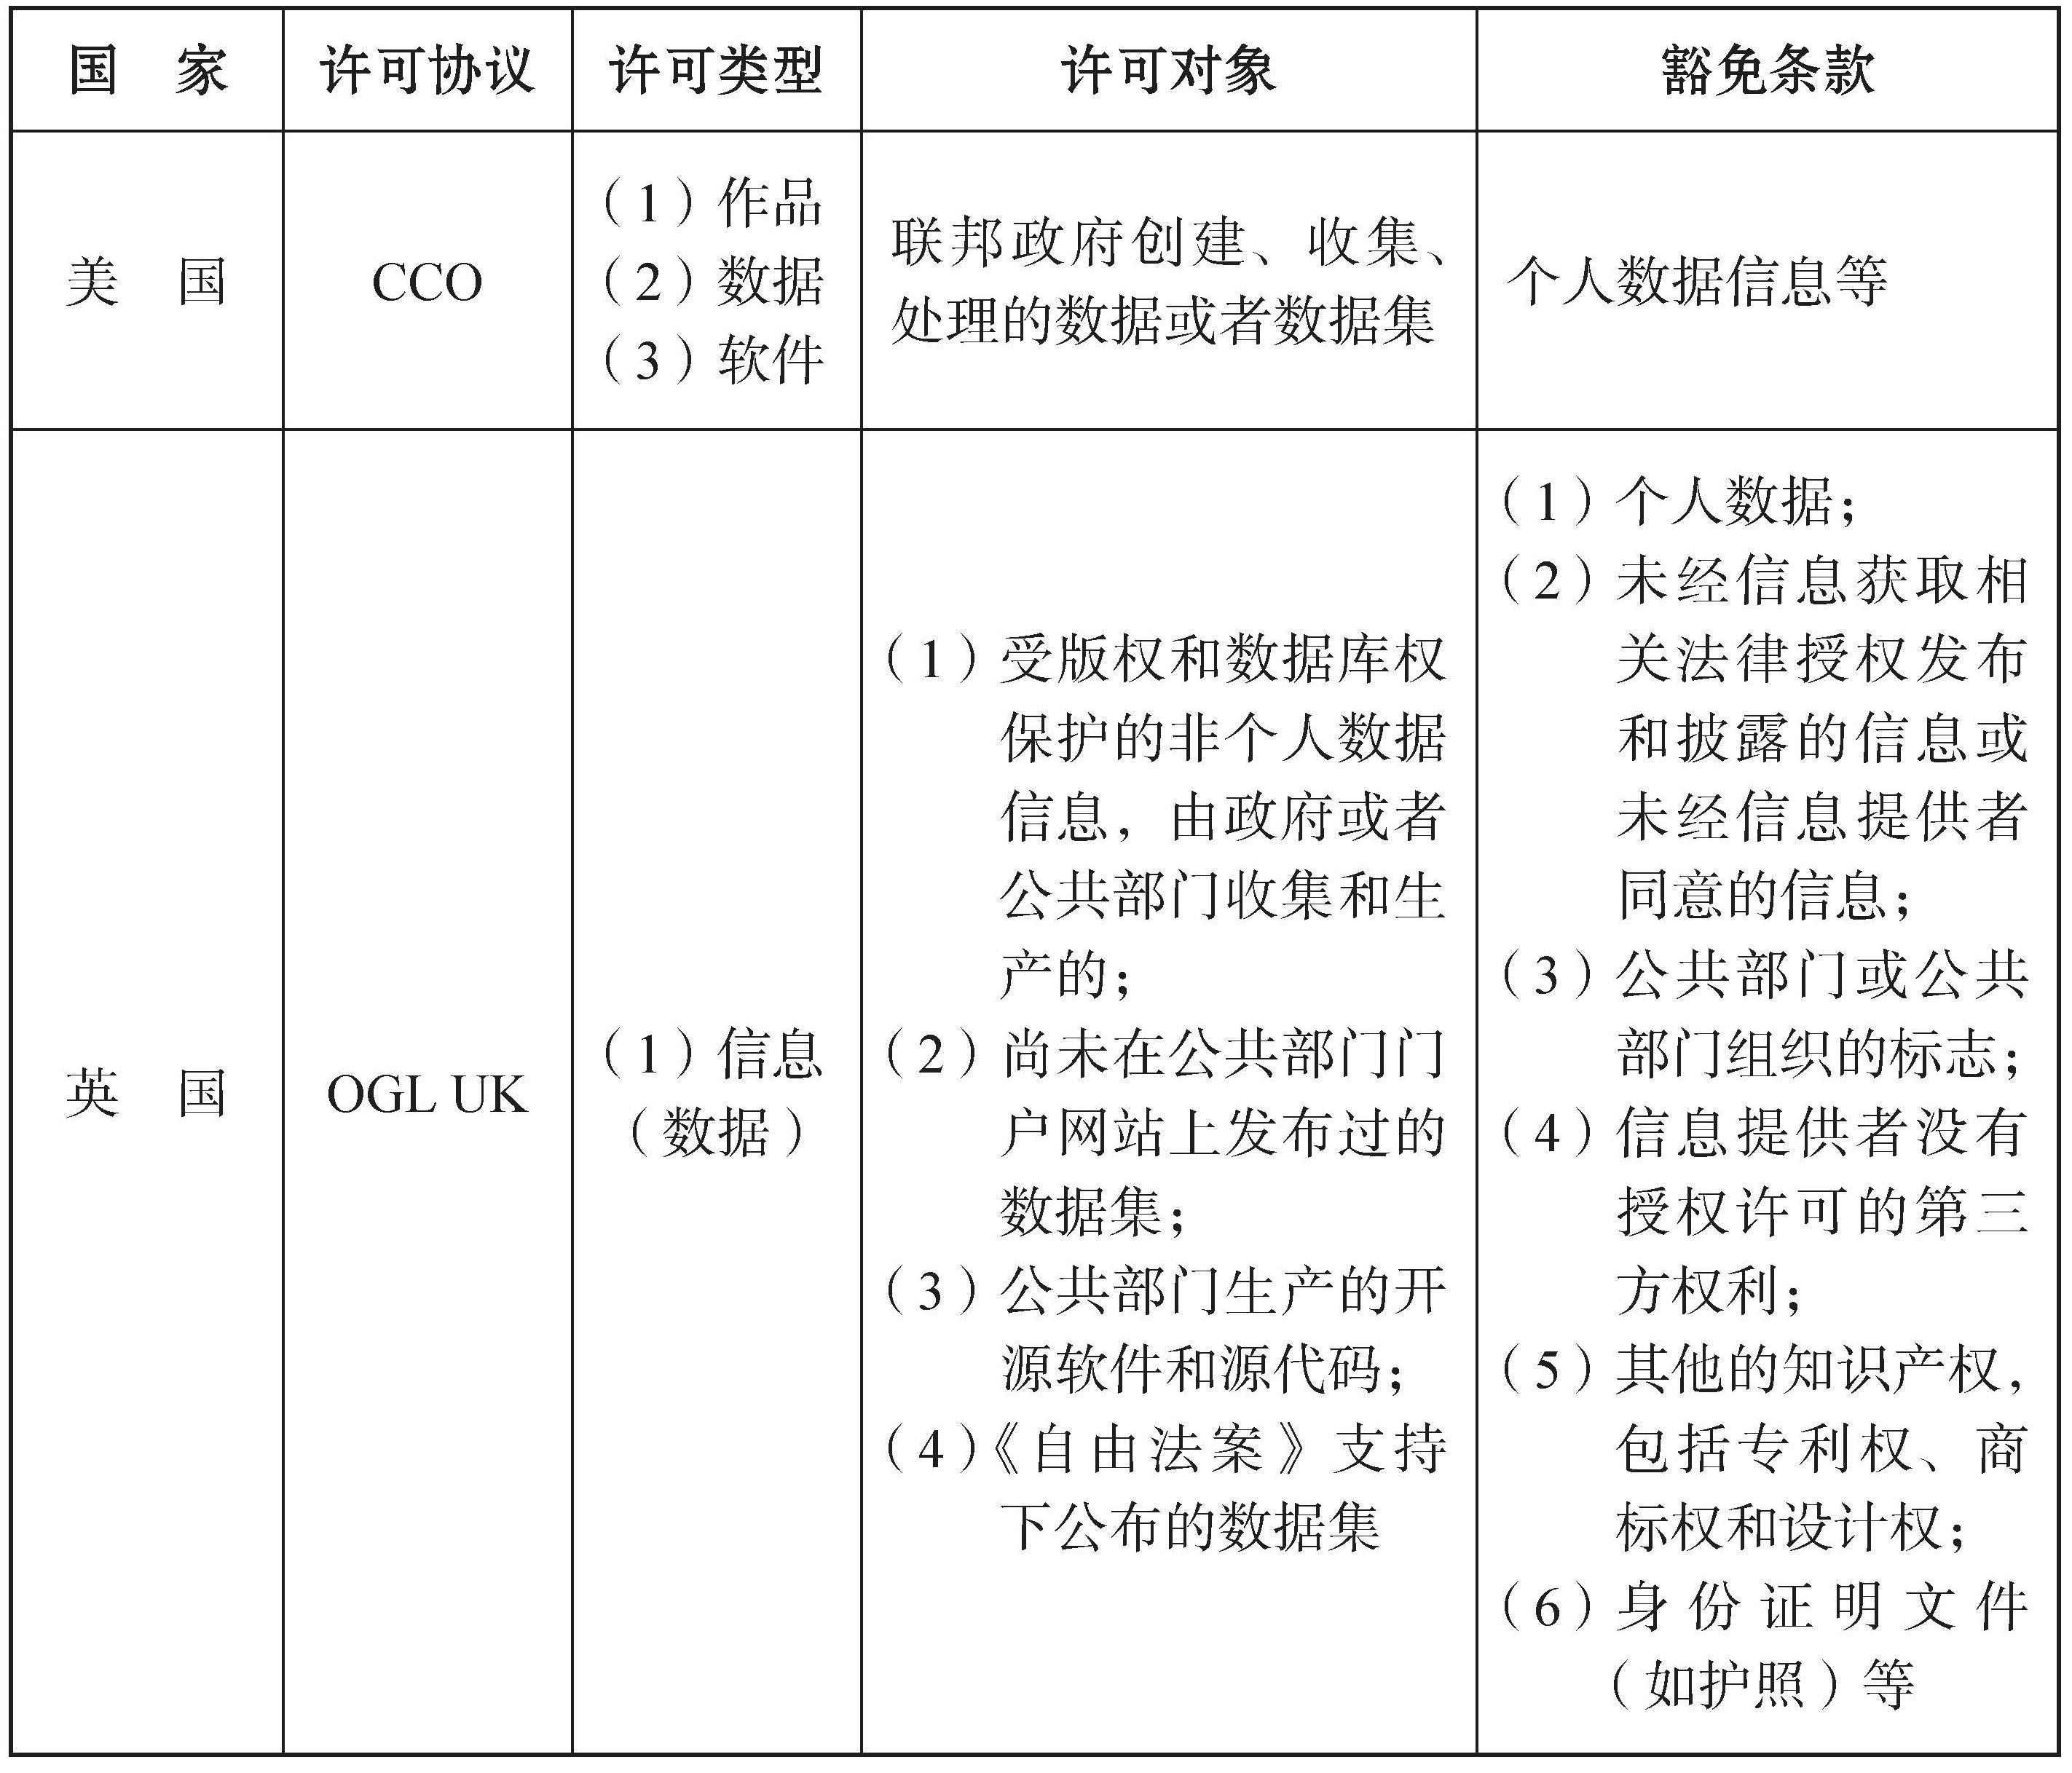 国　家
许可协议
许可类型
许可对象
豁免条款
美　国
CCO
（1）作品
（2）数据
（3）软件
联邦政府创建、收集、
处理的数据或者数据集
个人数据信息等
英　国
OGL UK
（1）信息
（数据）
（1）受版权和数据库权
保护的非个人数据
信息，由政府或者
公共部门收集和生
产的；
（2）尚未在公共部门门
户网站上发布过的
数据集；
（3）公共部门生产的开
源软件和源代码；
（4）《自由法案》支持
下公布的数据集
（1）个人数据；
（2）未经信息获取相
关法律授权发布
和披露的信息或
未经信息提供者
同意的信息；
（3）公共部门或公共
部门组织的标志；
（4）信息提供者没有
授权许可的第三
方权利；
（5）其他的知识产权，
包括专利权、商
标权和设计权；
（6）身份证明文件
（如护照）等